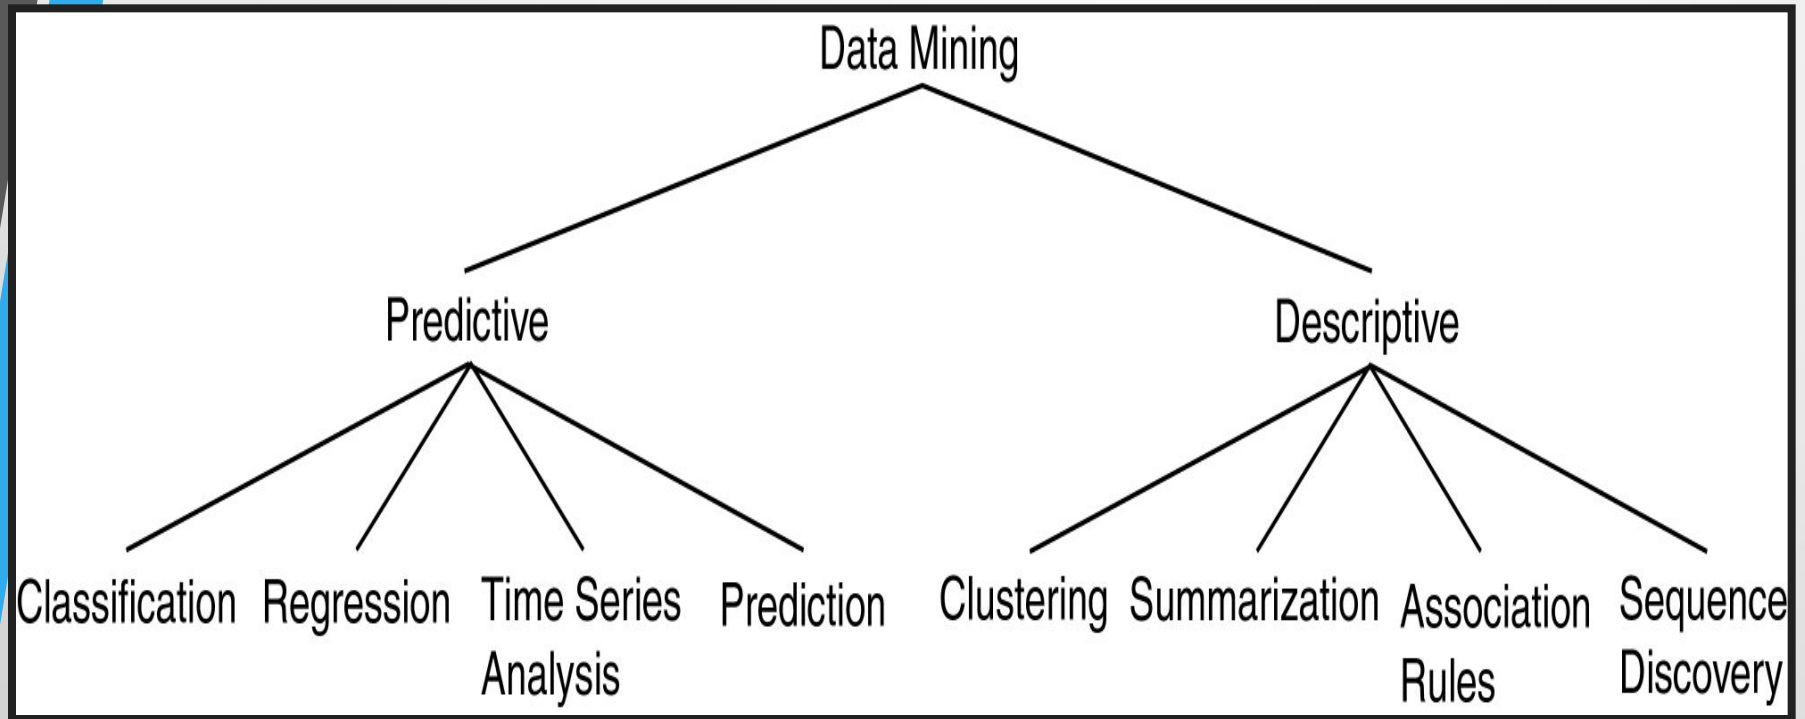 Data Mining
Predictive
Descriptive
Classification
Regression
Time Series
Analysis
Prediction
Clustering
Summarization
Association
Rules
Sequence
Discovery